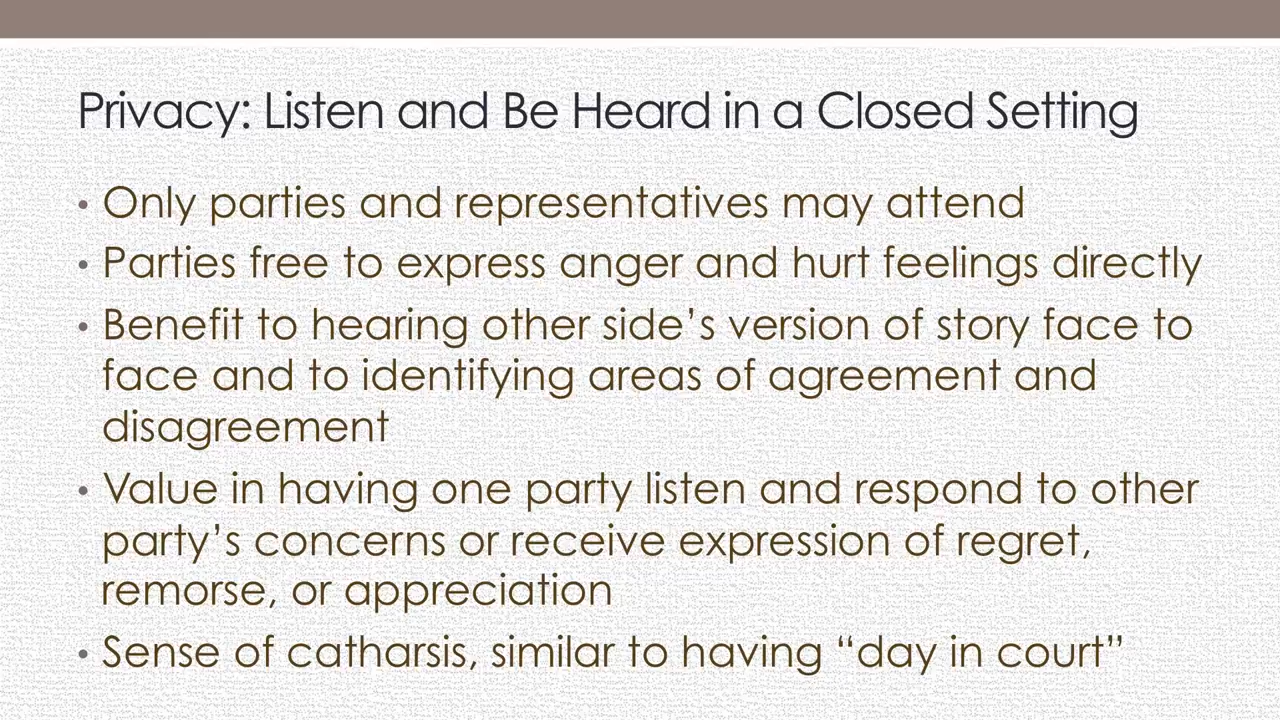 Privacy: Listen and Be Heard in a Closed Setting
• Only parties and representatives may attend
• Parties free to express anger and hurt feelings directly
• Benefit to hearing other side’s version of story face to
face and to identifying areas of agreement and
disagreement
• Value in having one party listen and respond to other
party’s concerns or receive expression of regret,
remorse, or appreciation
• Sense of catharsis, similar to having “day in court”